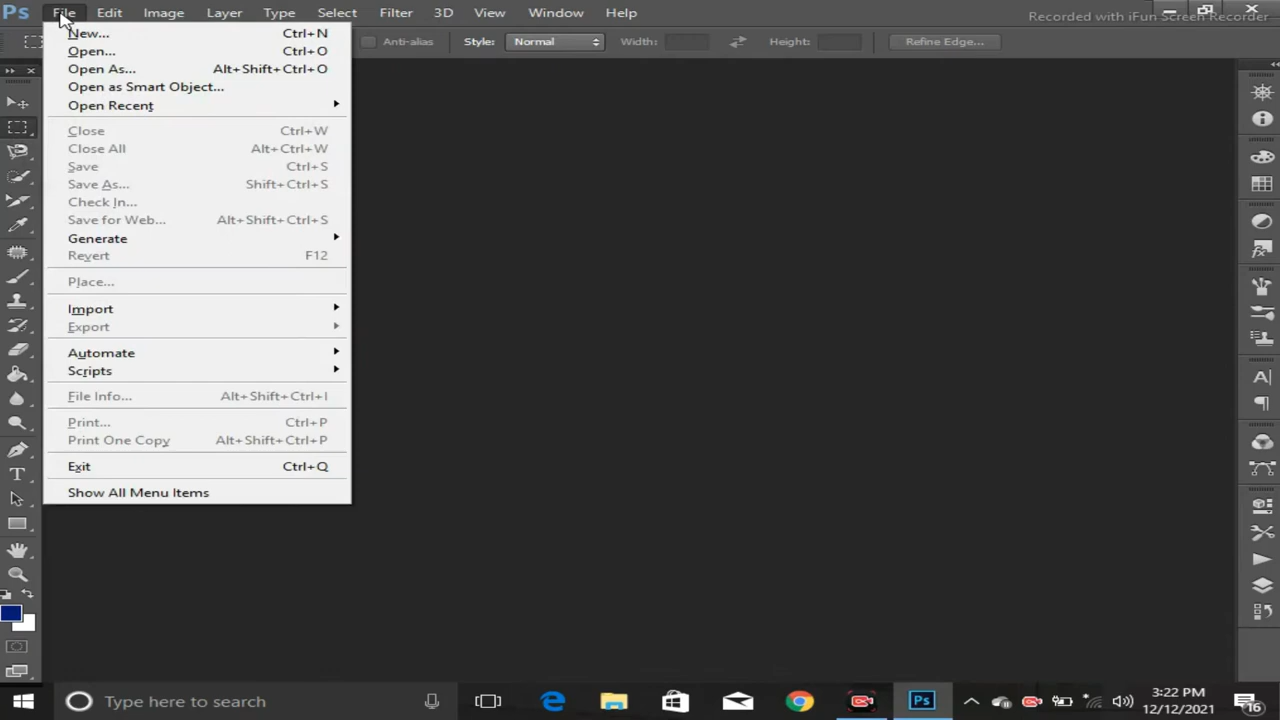 Ps File Edit Image Layer Type Select Filter 3D View Window Help
Recorded with iFun Screen Recorder
Anti-alias Style: Normal Width: Height: Refine Edge...
New... Ctrl+N
Open... Ctrl+O
Open As... Alt+Shift+Ctrl+O
Open as Smart Object...
Open Recent
Close Ctrl+W
Close All Alt+Ctrl+W
Save Ctrl+S
Save As... Shift+Ctrl+S
Check In...
Save for Web... Alt+Shift+Ctrl+S
Generate
Revert F12
Place...
Import
Export
Automate
Scripts
File Info... Alt+Shift+Ctrl+I
Print... Ctrl+P
Print One Copy Alt+Shift+Ctrl+P
Exit Ctrl+Q
Show All Menu Items
Type here to search
Ps
3:22 PM
12/12/2021
16